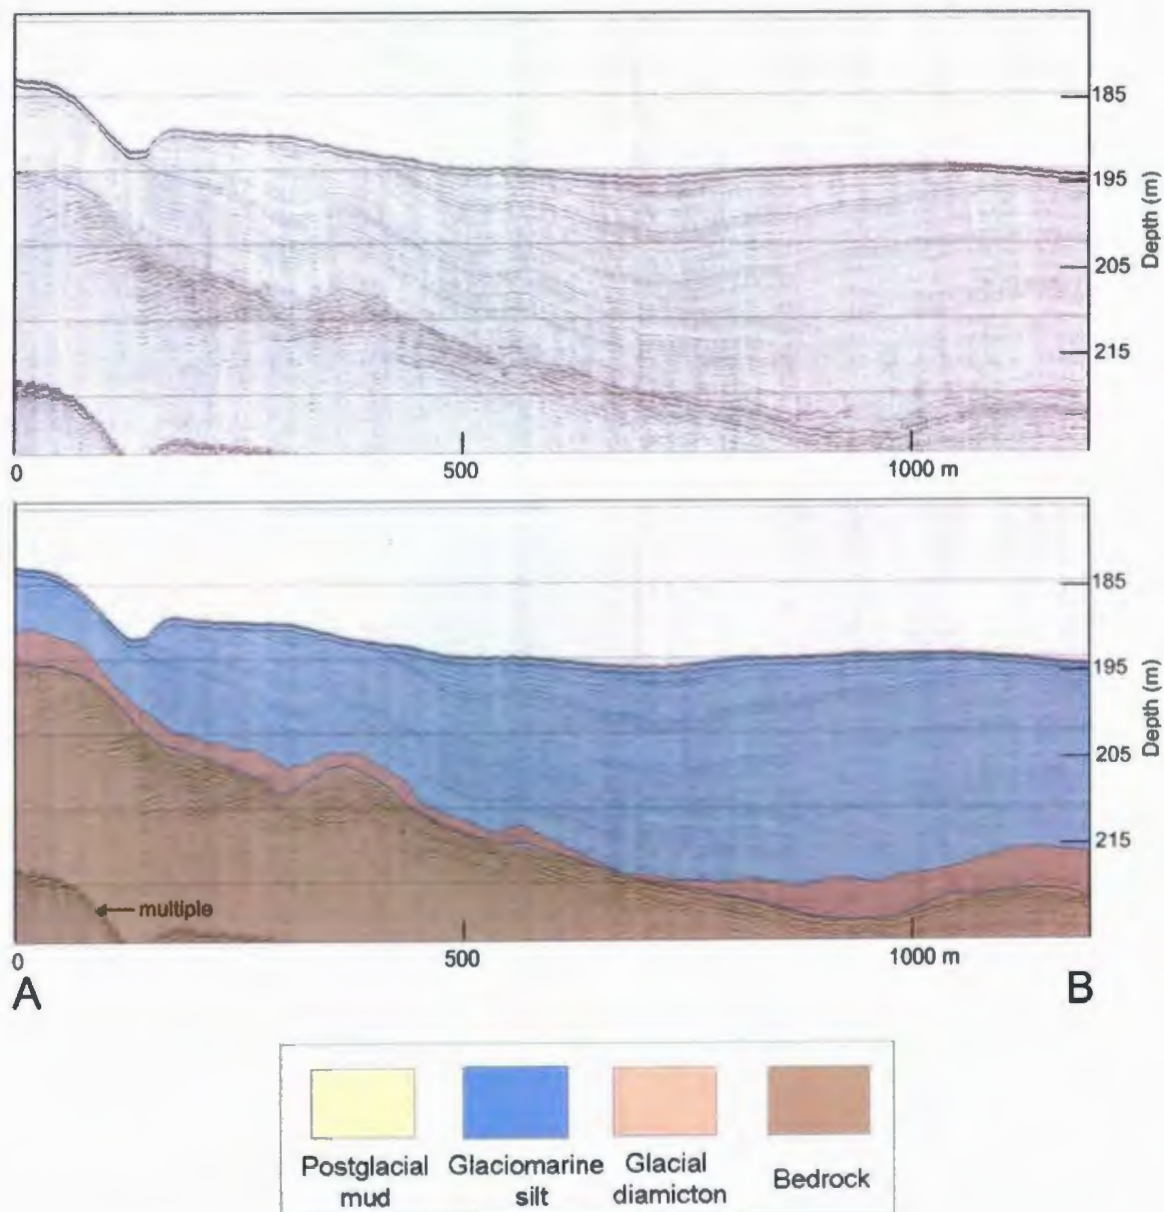 185
195
205
215
Depth (m)
0
500
1000 m
185
195
205
215
Depth (m)
multiple
0
500
1000 m
A
B
Postglacial
mud
Glaciomarine
silt
Glacial
diamicton
Bedrock